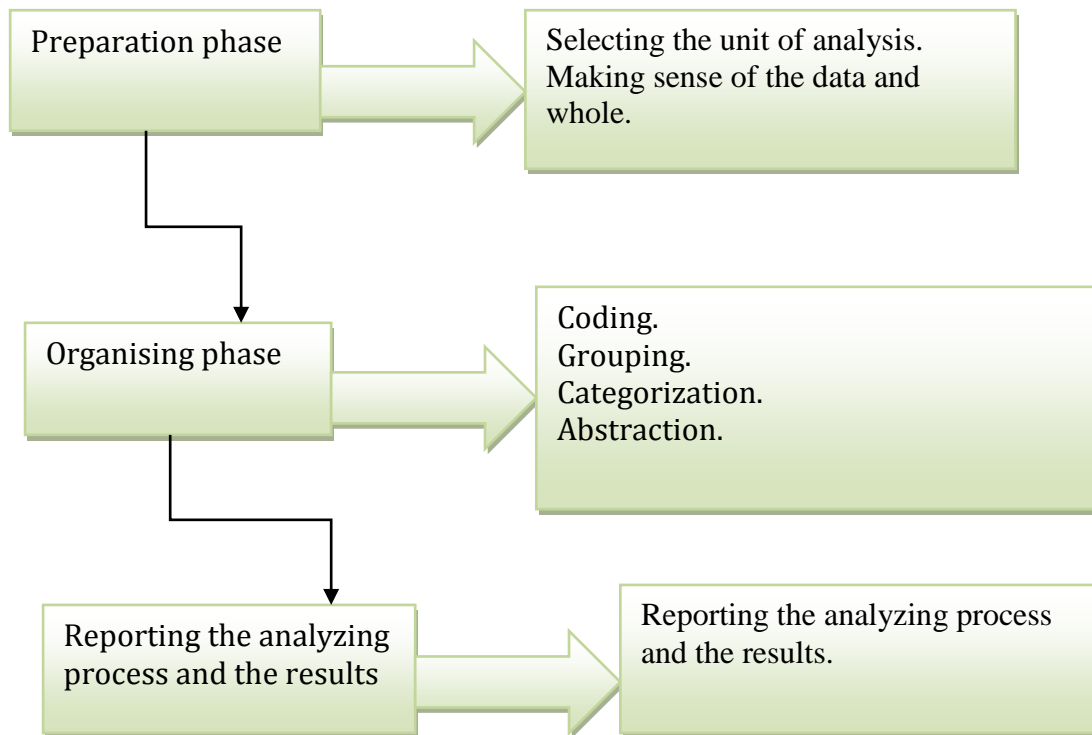 Preparation phase
Selecting the unit of analysis.
Making sense of the data and
whole.
Organising phase
Coding.
Grouping.
Categorization.
Abstraction.
Reporting the analyzing
process and the results
Reporting the analyzing process
and the results.